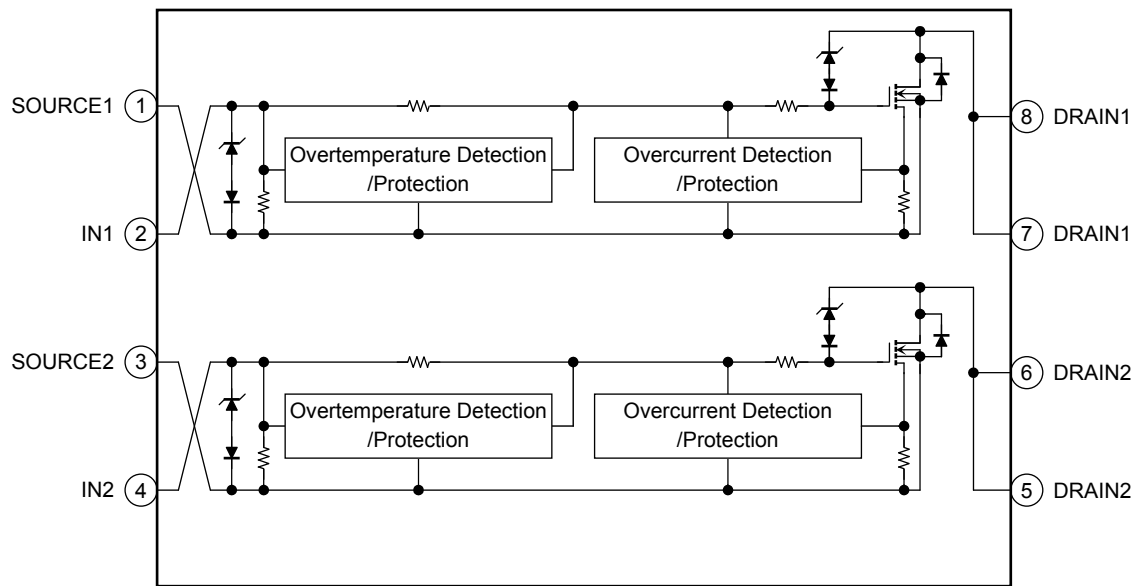 SOURCE1 1
Overtemperature Detection
/Protection
Overcurrent Detection
/Protection
8 DRAIN1
IN1 2
7 DRAIN1
SOURCE2 3
6 DRAIN2
Overtemperature Detection
/Protection
Overcurrent Detection
/Protection
IN2 4
5 DRAIN2